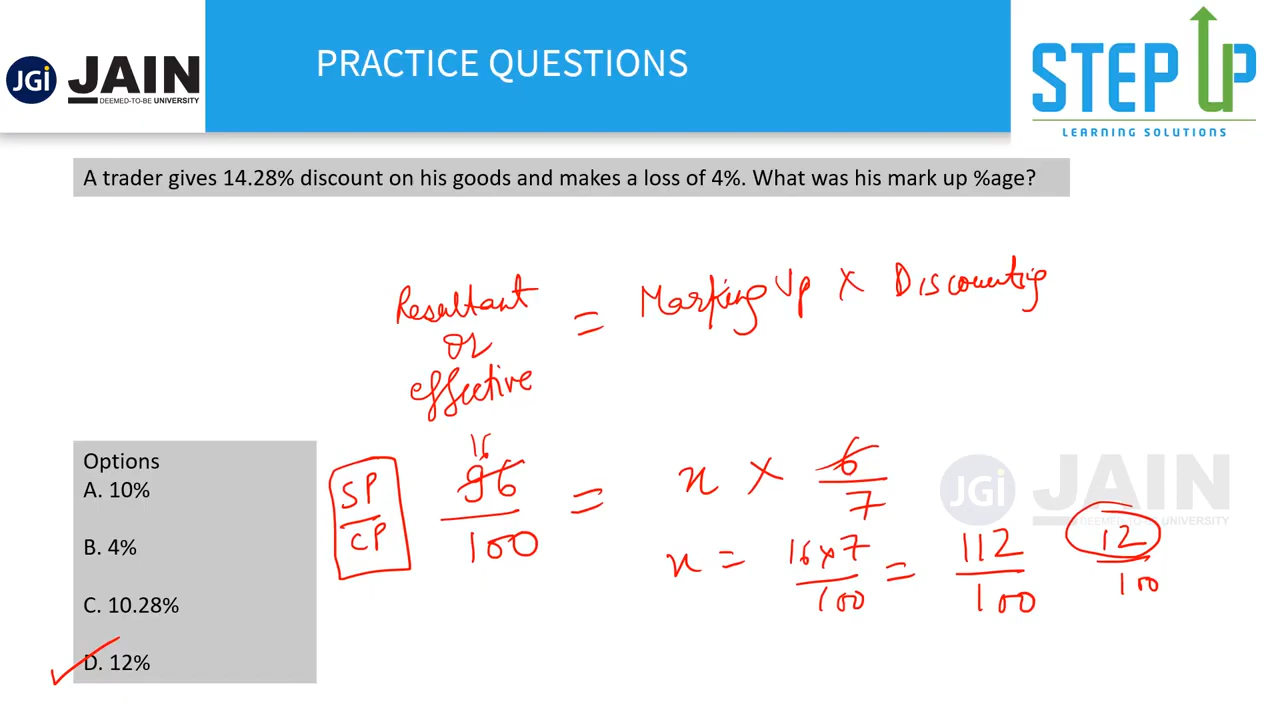 JGi JAIN
DEEMED-TO-BE UNIVERSITY
PRACTICE QUESTIONS
STEP UP
LEARNING SOLUTIONS
A trader gives 14.28% discount on his goods and makes a loss of 4%. What was his mark up %age?
Resultant or effective = Marking Up X Discounting
SP/CP 16 96/100 = x X 6/7
x = 16x7/100 = 112/100 12/100
JGi JAIN
DEEMED-TO-BE UNIVERSITY
Options
A. 10%
B. 4%
C. 10.28%
D. 12%